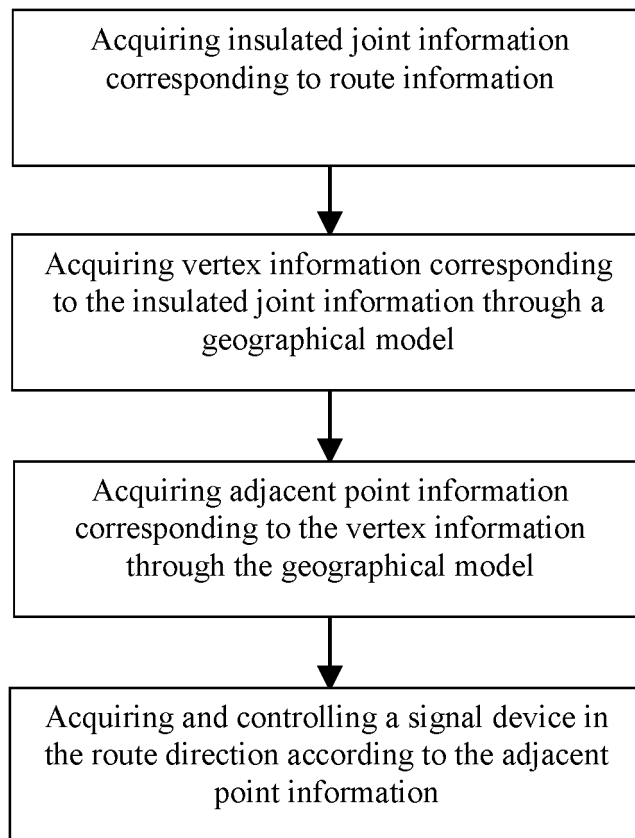 Acquiring insulated joint information
corresponding to route information
Acquiring vertex information corresponding
to the insulated joint information through a
geographical model
Acquiring adjacent point information
corresponding to the vertex information
through the geographical model
Acquiring and controlling a signal device in
the route direction according to the adjacent
point information